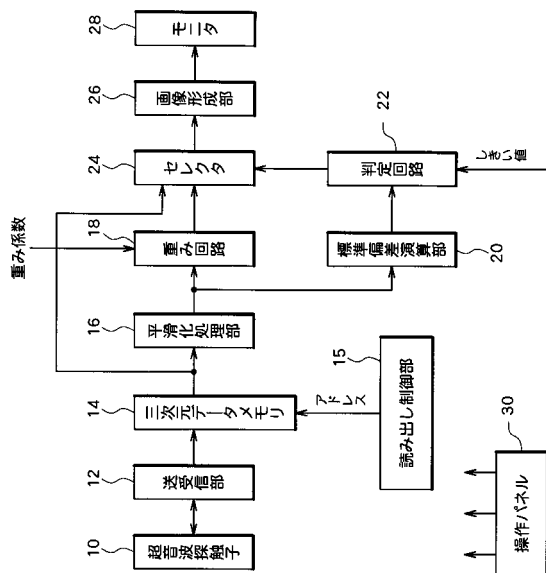 10
超音波探触子
12
送受信部
14
三次元データメモリ
アドレス
15
読み出し制御部
16
平滑化処理部
重み係数
18
重み回路
20
標準偏差演算部
22
判定回路
しきい値
24
セレクタ
26
画像形成部
28
モニタ
30
操作パネル